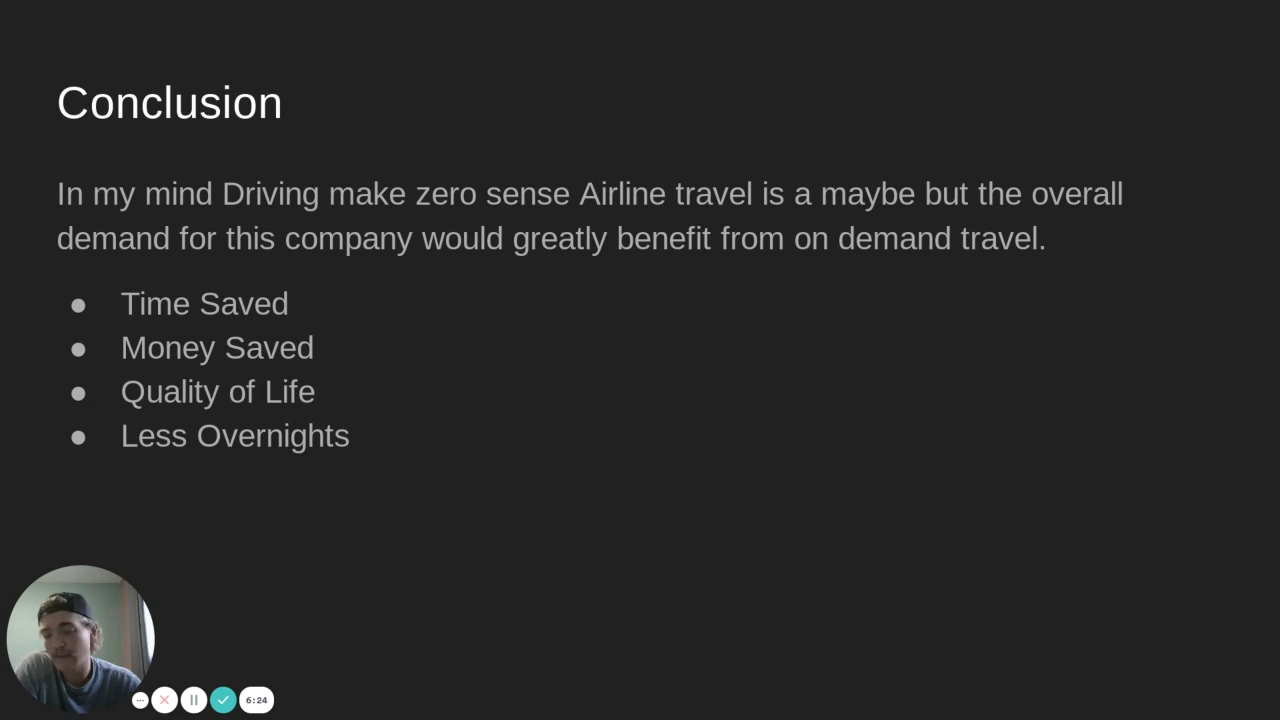 Conclusion
In my mind Driving make zero sense Airline travel is a maybe but the overall
demand for this company would greatly benefit from on demand travel.
● Time Saved
● Money Saved
● Quality of Life
● Less Overnights
6:24